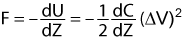 F = − dU/dZ = − 1/2 dC/dZ (ΔV)²